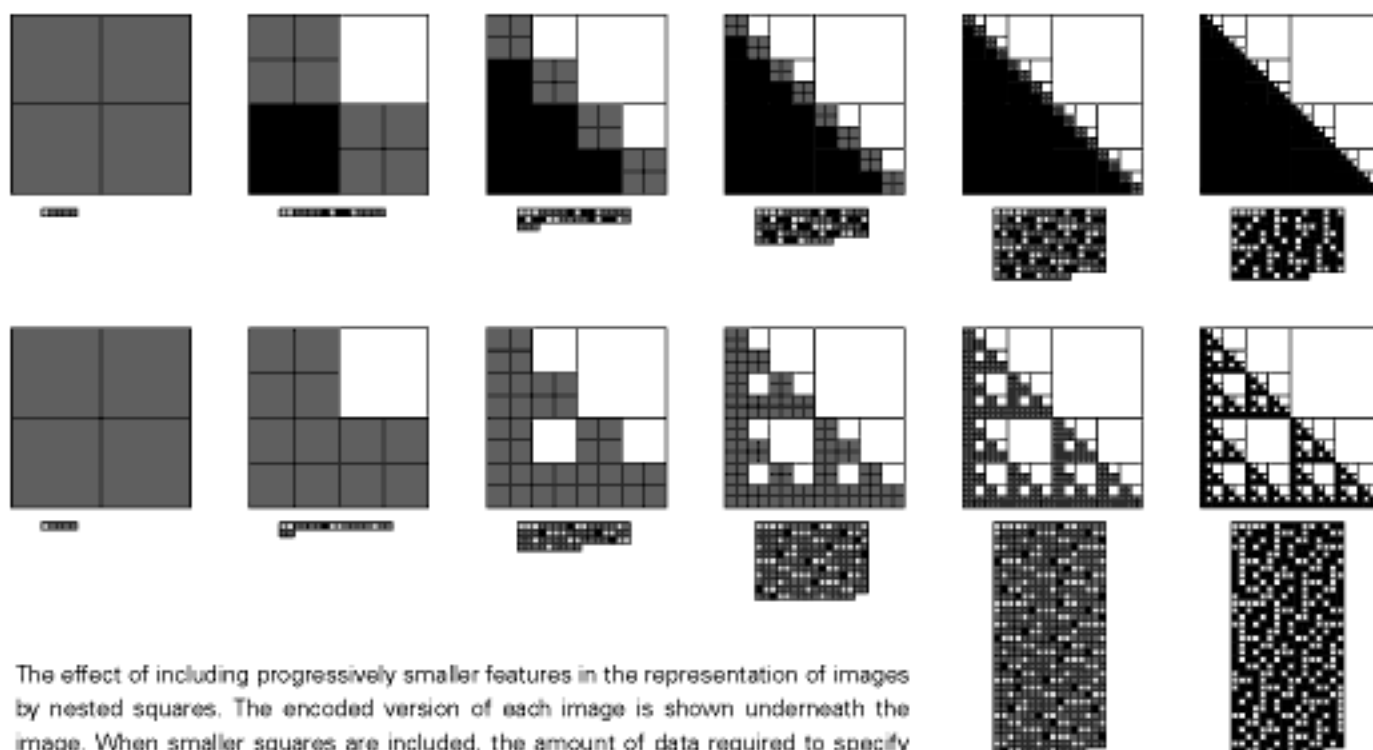 The effect of including progressively smaller features in the representation of images
by nested squares. The encoded version of each image is shown underneath the
image. When smaller squares are included, the amount of data required to specify